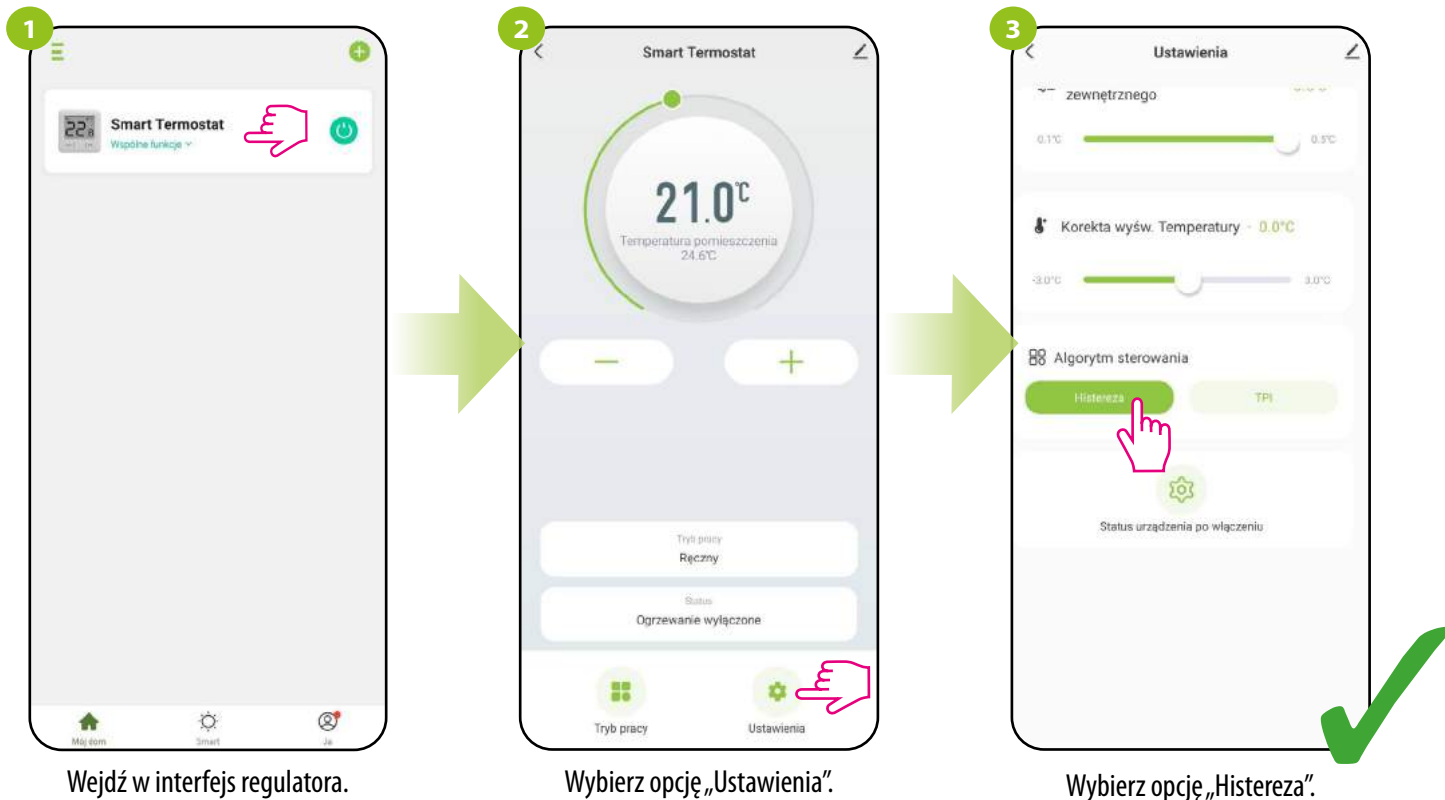 1
Smart Termostat
Wspólne funkcje
Mój dom
Smart
Ja
Wejdź w interfejs regulatora.
2
Smart Termostat
21.0°C
Temperatura pomieszczenia
24.6°C
Tryb pracy
Ręczny
Status
Ogrzewanie wyłączone
Tryb pracy
Ustawienia
Wybierz opcję „Ustawienia”.
3
Ustawienia
zewnętrznego
0.1°C
0.5°C
Korekta wyśw. Temperatury - 0.0°C
-3.0°C
3.0°C
Algorytm sterowania
Histereza
TPI
Status urządzenia po włączeniu
Wybierz opcję „Histereza”.